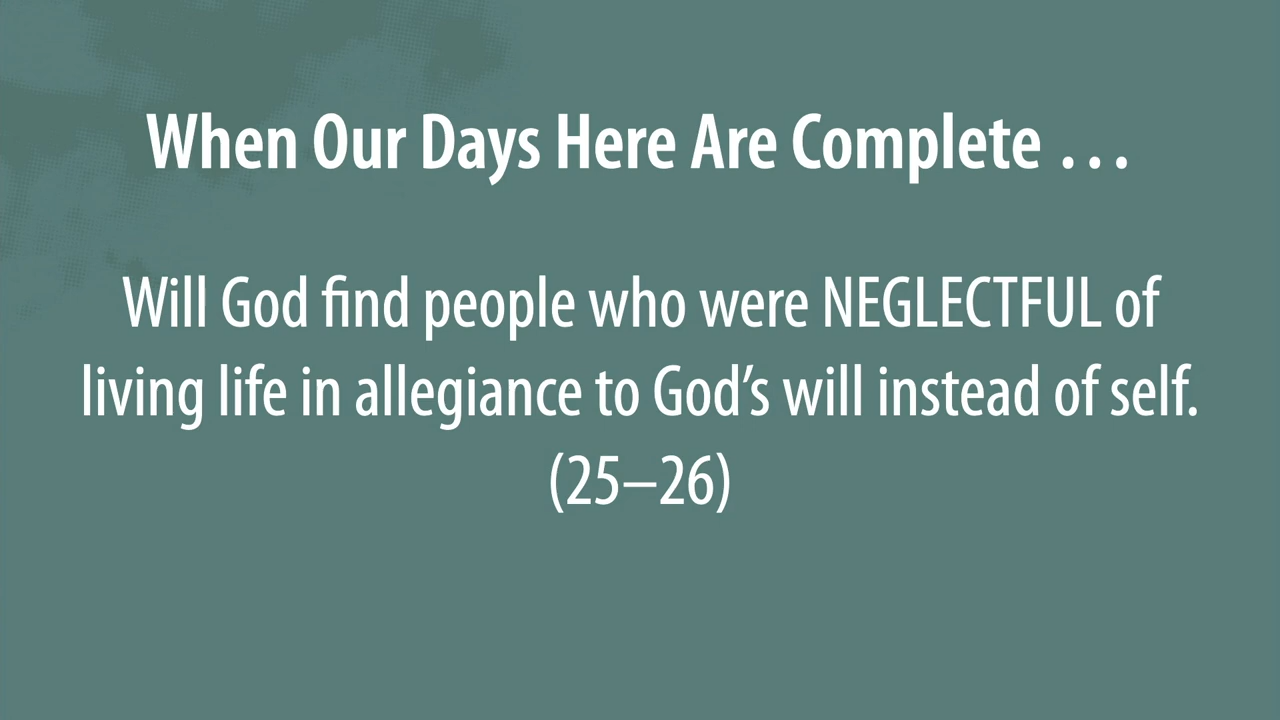 When Our Days Here Are Complete …
Will God find people who were NEGLECTFUL of
living life in allegiance to God’s will instead of self.
(25–26)